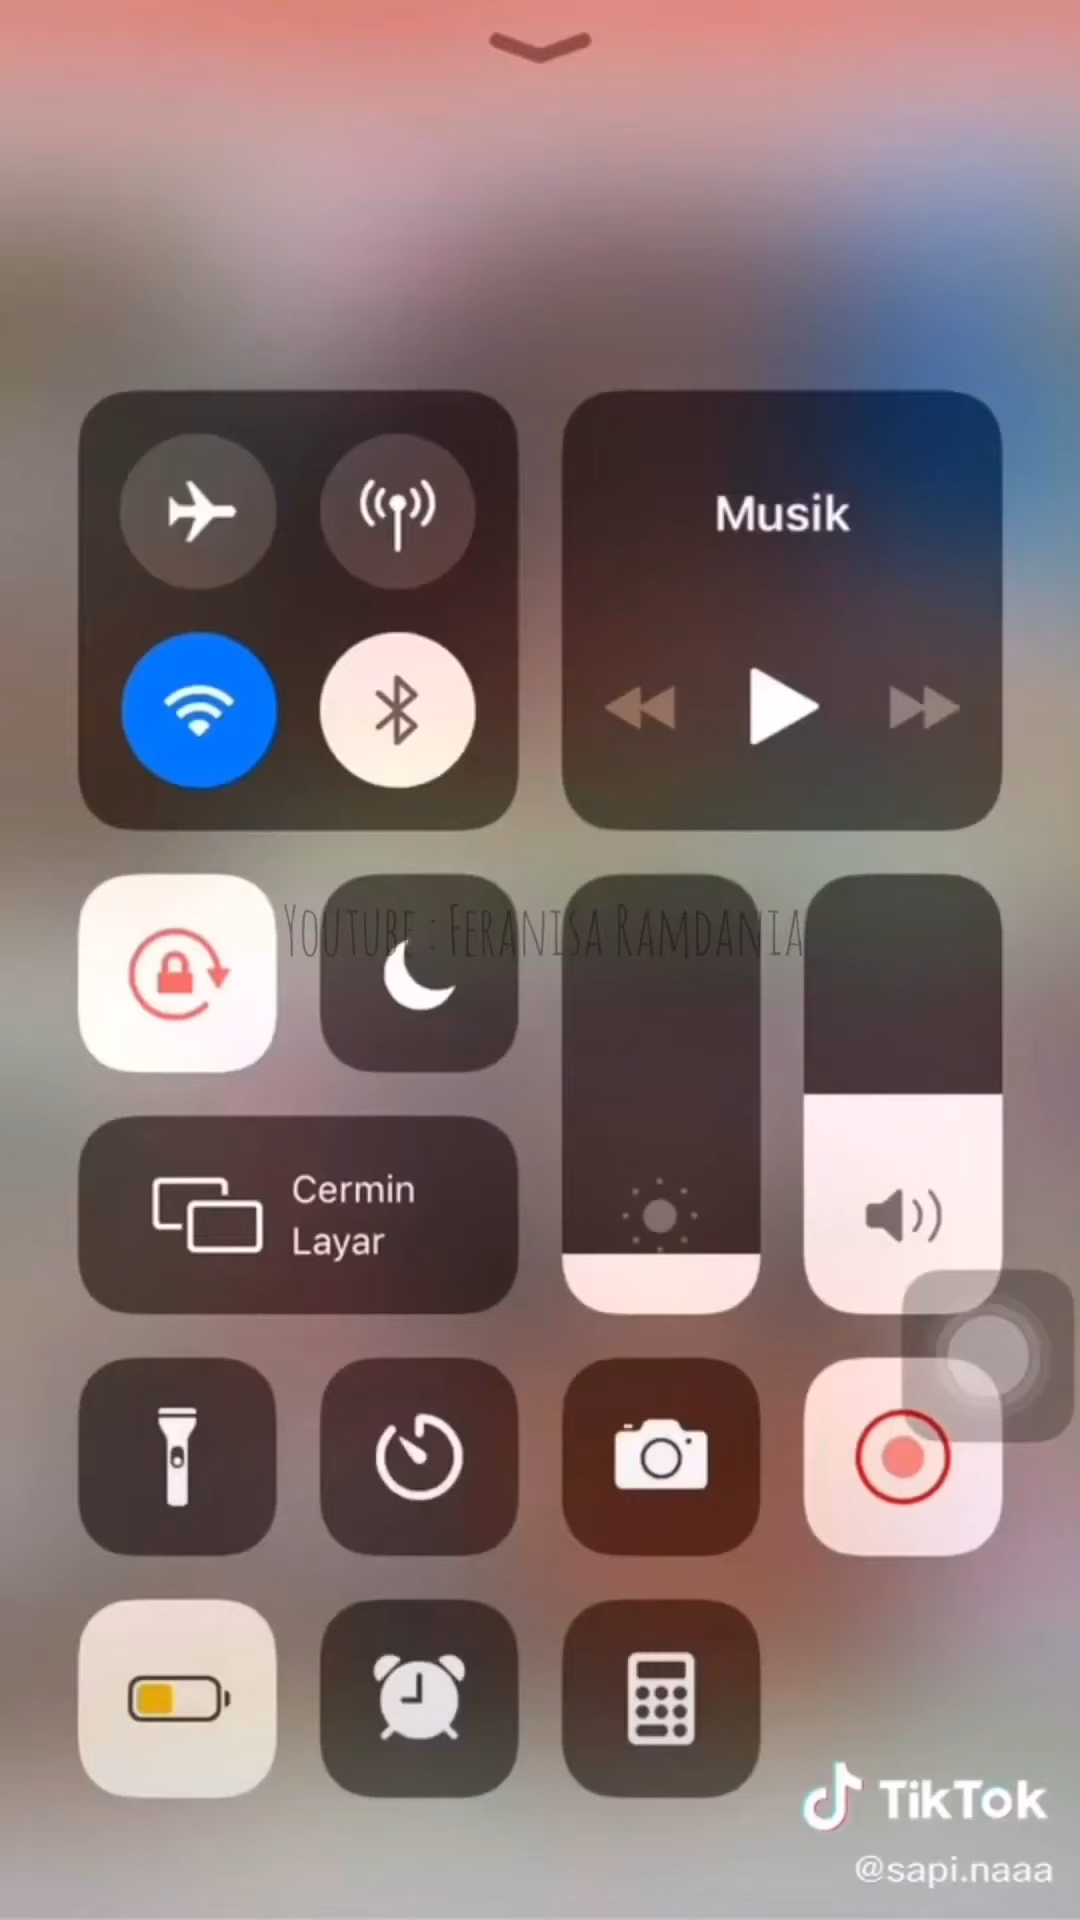 Musik
YOUTUBE : FERANISA RAMDANIA
Cermin
Layar
TikTok
@sapi.naaa